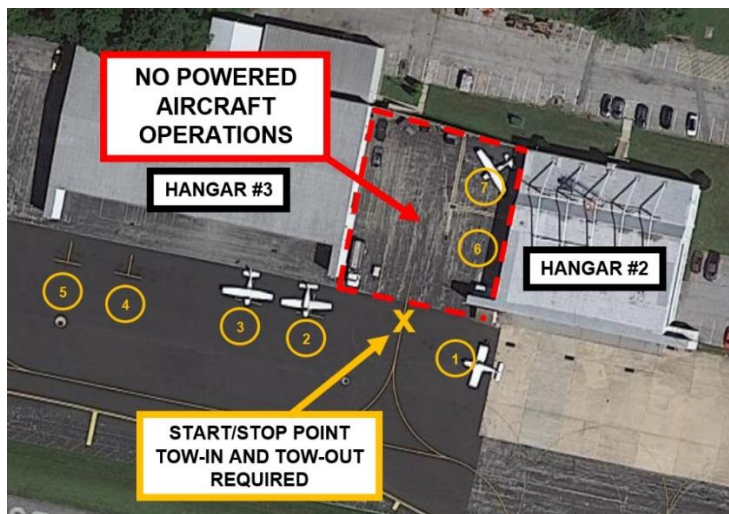 NO POWERED
AIRCRAFT
OPERATIONS
HANGAR #3
HANGAR #2
7
6
5
4
3
2
1
X
START/STOP POINT
TOW-IN AND TOW-OUT
REQUIRED